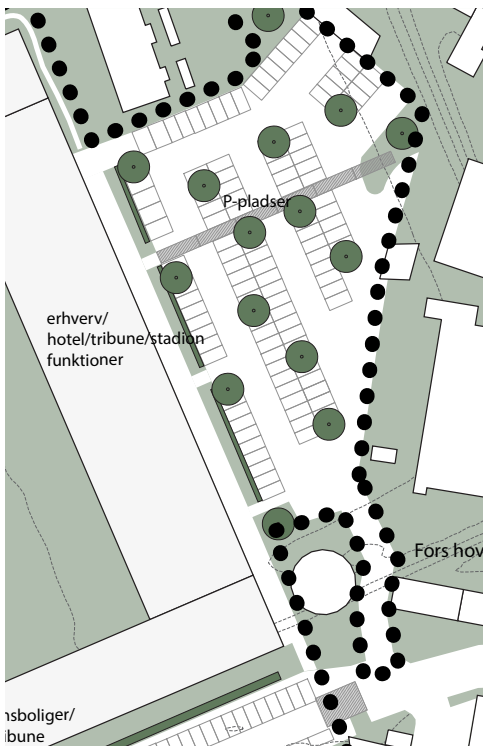 P-pladser
erhverv/
hotel/tribune/stadion
funktioner
Fors hov
nsboliger/
ibune